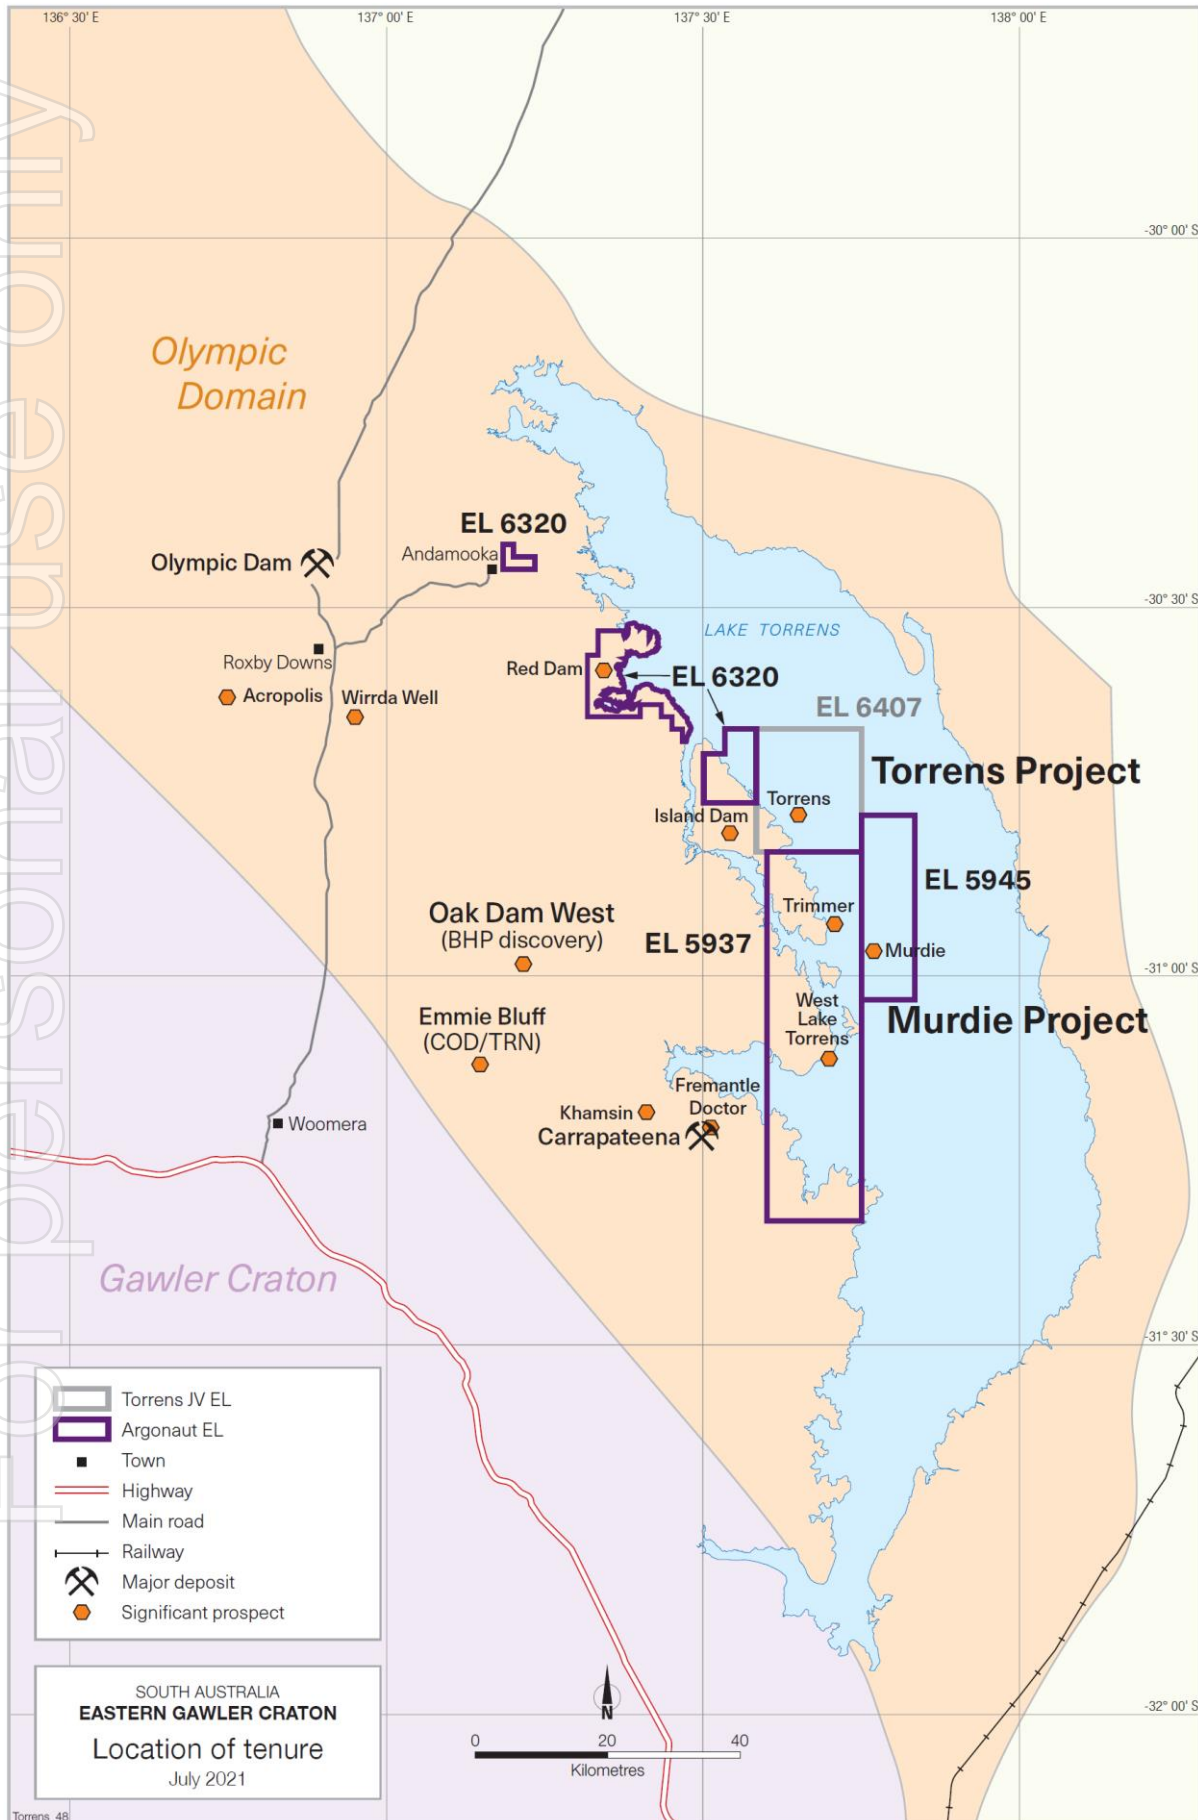 136° 30' E
137° 00' E
137° 30' E
138° 00' E
-30° 00' S
Olympic
Domain
EL 6320
Andamooka
Olympic Dam
-30° 30' S
LAKE TORRENS
Roxby Downs
Red Dam
EL 6320
Acropolis
Wirrda Well
EL 6407
Torrens Project
Torrens
Island Dam
EL 5945
Trimmer
Oak Dam West
(BHP discovery)
EL 5937
Murdie
-31° 00' S
West
Lake
Torrens
Murdie Project
Emmie Bluff
(COD/TRN)
Fremantle
Doctor
Khamsin
Carrapateena
Woomera
Gawler Craton
-31° 30' S
Torrens JV EL
Argonaut EL
Town
Highway
Main road
Railway
Major deposit
Significant prospect
-32° 00' S
SOUTH AUSTRALIA
EASTERN GAWLER CRATON
Location of tenure
July 2021
N
0 20 40
Kilometres
Torrens_48
For personal use only